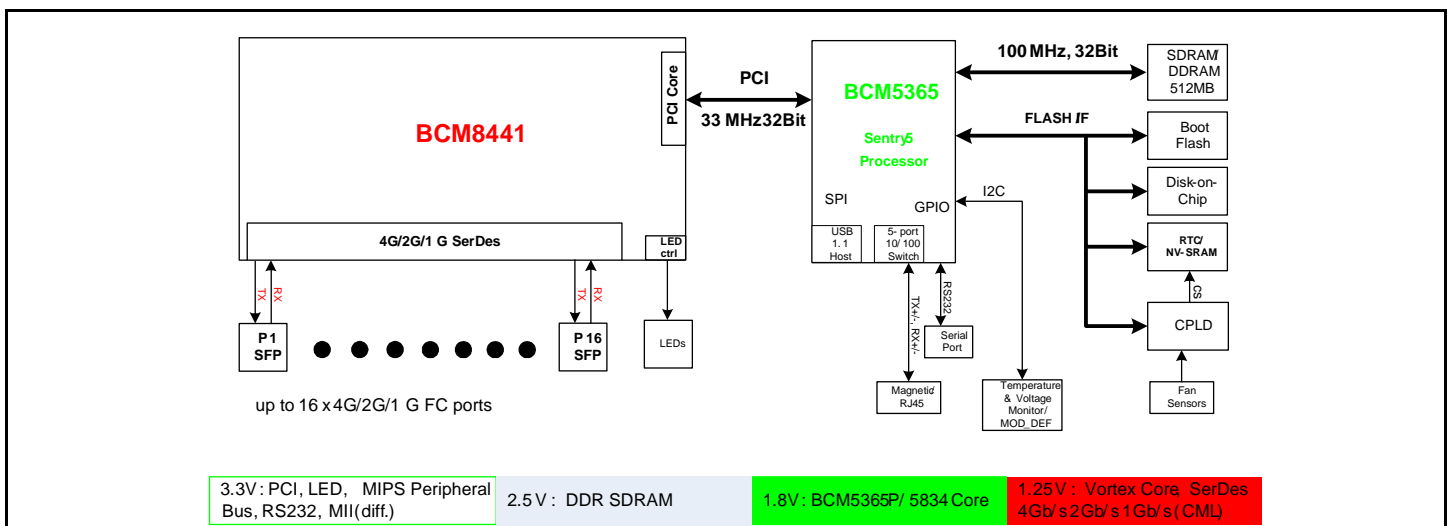 BCM8441
PCI Core
4G/2G/1 G SerDes
LED
ctrl
TX
RX
TX
RX
P 1
SFP
P 16
SFP
LEDs
up to 16 x 4G/2G/1 G FC ports
PCI
33 MHz32Bit
BCM5365
Sentry5
Processor
SPI
GPIO
USB
1. 1
Host
5- port
10/ 100
Switch
I2C
TX+/-, RX+/-
RS232
Serial
Port
Magnetic/
RJ45
Temperature
& Voltage
Monitor/
MOD_DEF
100 MHz, 32Bit
FLASH IF
SDRAM/
DDRAM
512MB
Boot
Flash
Disk-on-
Chip
RTC/
NV-SRAM
CS
CPLD
Fan
Sensors
3.3V : PCI, LED, MIPS Peripheral
Bus, RS232, MII(diff.)
2.5 V : DDR SDRAM
1.8V : BCM5365P/ 5834 Core
1.25V : Vortex Core, SerDes
4Gb/ s 2Gb/ s 1Gb/ s ( CML)